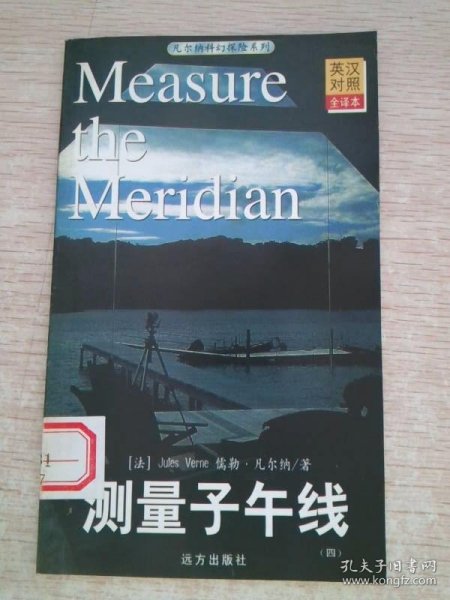 凡尔纳科幻探险系列
Measure
the
Meridian
英汉
对照
全译本
[法] Jules Verne 儒勒·凡尔纳/著
测量子午线
(四)
远方出版社
孔夫子旧书网
www.kongfz.com